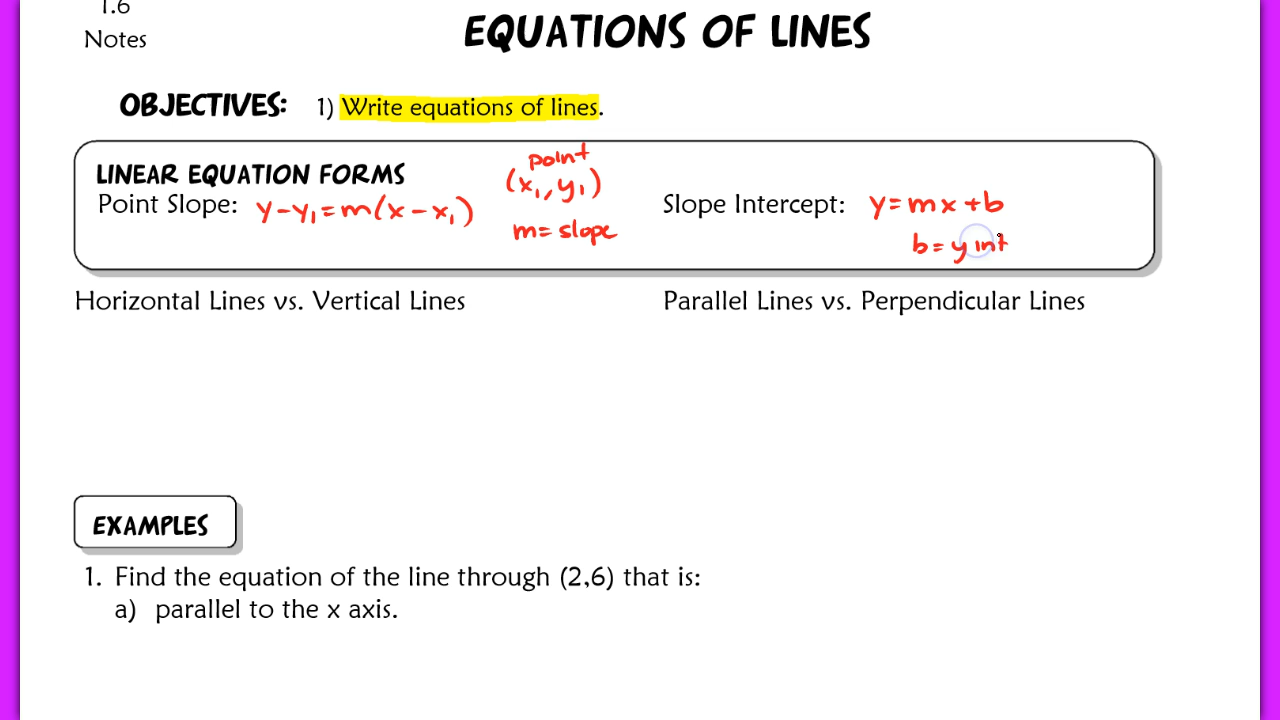 1.6
Notes
EQUATIONS OF LINES
OBJECTIVES: 1) Write equations of lines.
LINEAR EQUATION FORMS
point
(x₁, y₁)
Point Slope: y-y₁=m(x-x₁)
m= slope
Slope Intercept: y=mx+b
b= y int
Horizontal Lines vs. Vertical Lines
Parallel Lines vs. Perpendicular Lines
EXAMPLES
1. Find the equation of the line through (2,6) that is:
a) parallel to the x axis.